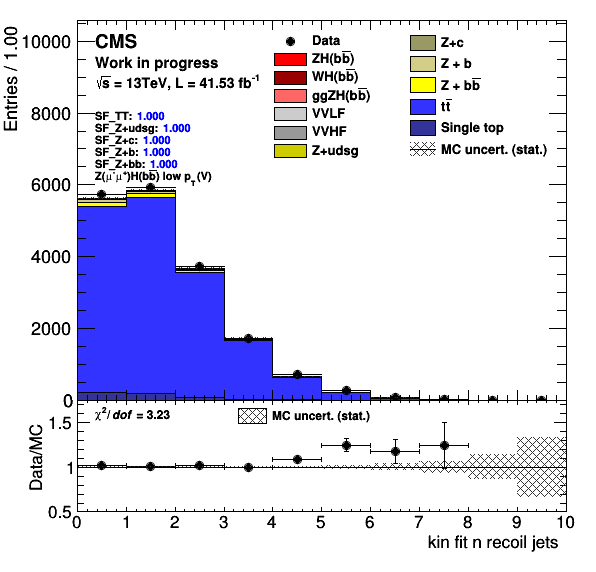 CMS
Work in progress
√s = 13TeV, L = 41.53 fb⁻¹
SF_TT: 1.000
SF_Z+udsg: 1.000
SF_Z+c: 1.000
SF_Z+b: 1.000
SF_Z+bb: 1.000
Z(μ⁻μ⁺)H(bb̅) low p_T(V)
Data
ZH(bb̅)
WH(bb̅)
ggZH(bb̅)
VVLF
VVHF
Z+udsg
Z+c
Z + b
Z + bb̅
tt̅
Single top
MC uncert. (stat.)
Entries / 1.00
10000
8000
6000
4000
2000
0
χ²/dof = 3.23
MC uncert. (stat.)
Data/MC
1.5
1
0.5
0 1 2 3 4 5 6 7 8 9 10
kin fit n recoil jets